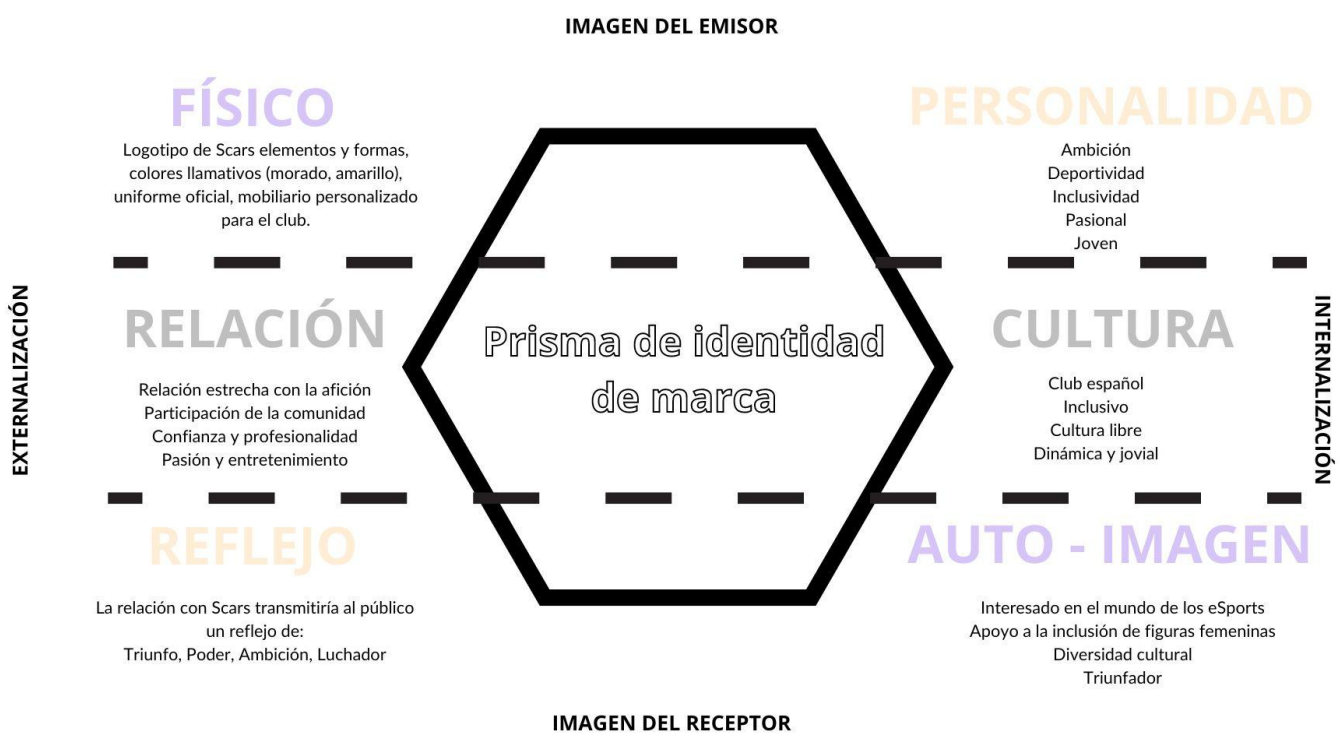 IMAGEN DEL EMISOR
FÍSICO
Logotipo de Scars elementos y formas,
colores llamativos (morado, amarillo),
uniforme oficial, mobiliario personalizado
para el club.
PERSONALIDAD
Ambición
Deportividad
Inclusividad
Pasional
Joven
EXTERNALIZACIÓN
RELACIÓN
Relación estrecha con la afición
Participación de la comunidad
Confianza y profesionalidad
Pasión y entretenimiento
Prisma de identidad
de marca
CULTURA
Club español
Inclusivo
Cultura libre
Dinámica y jovial
INTERNALIZACIÓN
REFLEJO
La relación con Scars transmitiría al público
un reflejo de:
Triunfo, Poder, Ambición, Luchador
AUTO - IMAGEN
Interesado en el mundo de los eSports
Apoyo a la inclusión de figuras femeninas
Diversidad cultural
Triunfador
IMAGEN DEL RECEPTOR